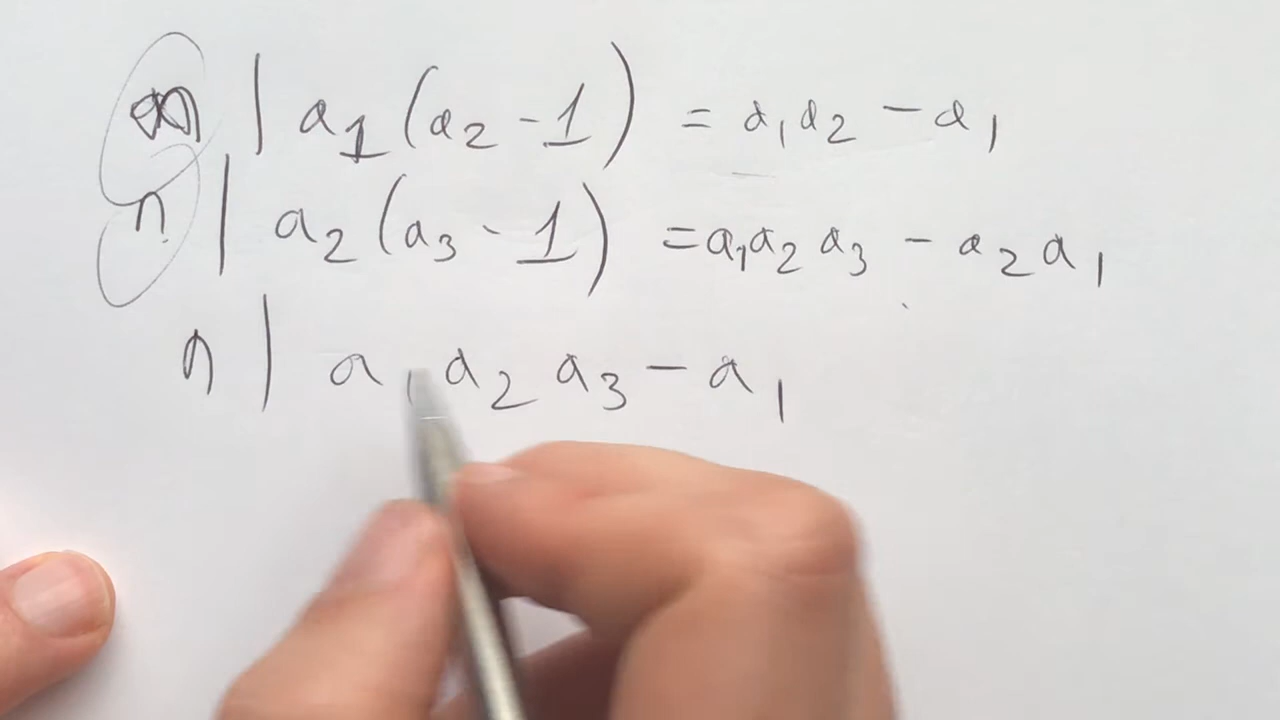 n | a₁(a₂-1) = a₁a₂ - a₁
n | a₂(a₃-1) = a₁a₂a₃ - a₂a₁
n | a₁a₂a₃ - a₁